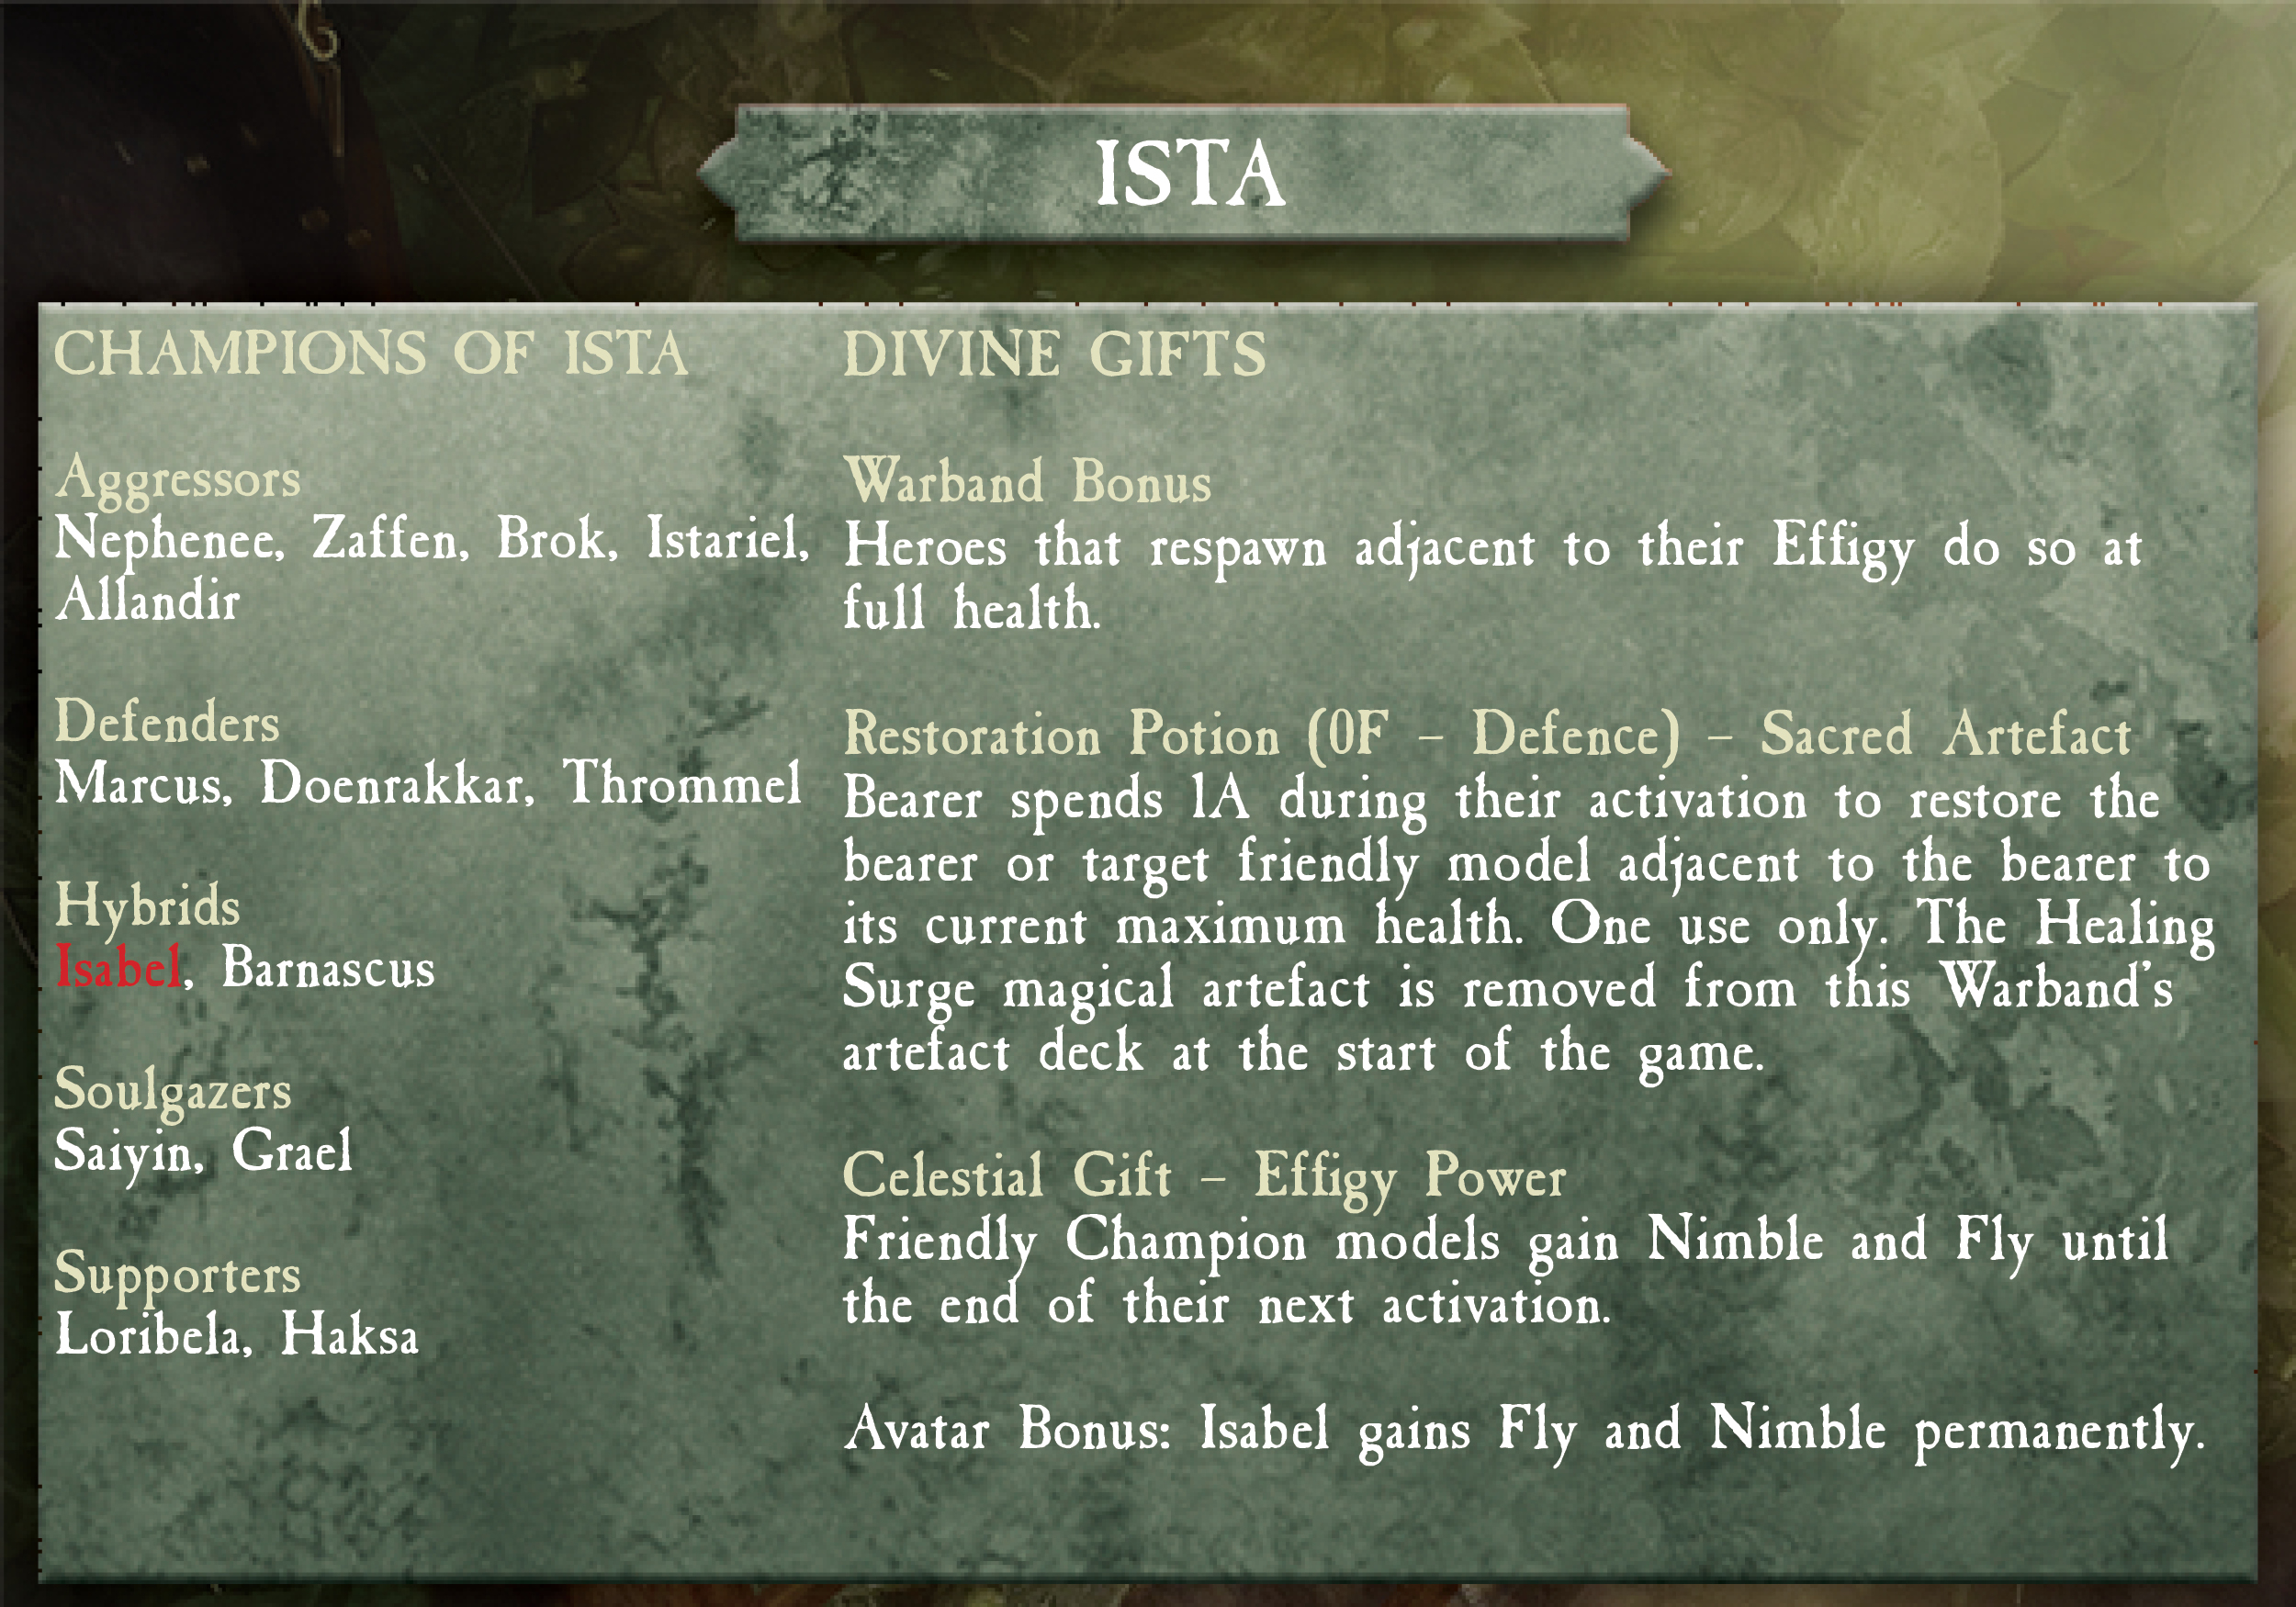 ISTA
CHAMPIONS OF ISTA
Aggressors
Nephenee, Zaffen, Brok, Istariel,
Allandir
Defenders
Marcus, Doenrakkar, Thrommel
Hybrids
Isabel, Barnascus
Soulgazers
Saiyin, Grael
Supporters
Loribela, Haksa
DIVINE GIFTS
Warband Bonus
Heroes that respawn adjacent to their Effigy do so at
full health.
Restoration Potion (0F – Defence) – Sacred Artefact
Bearer spends 1A during their activation to restore the
bearer or target friendly model adjacent to the bearer to
its current maximum health. One use only. The Healing
Surge magical artefact is removed from this Warband's
artefact deck at the start of the game.
Celestial Gift – Effigy Power
Friendly Champion models gain Nimble and Fly until
the end of their next activation.
Avatar Bonus: Isabel gains Fly and Nimble permanently.